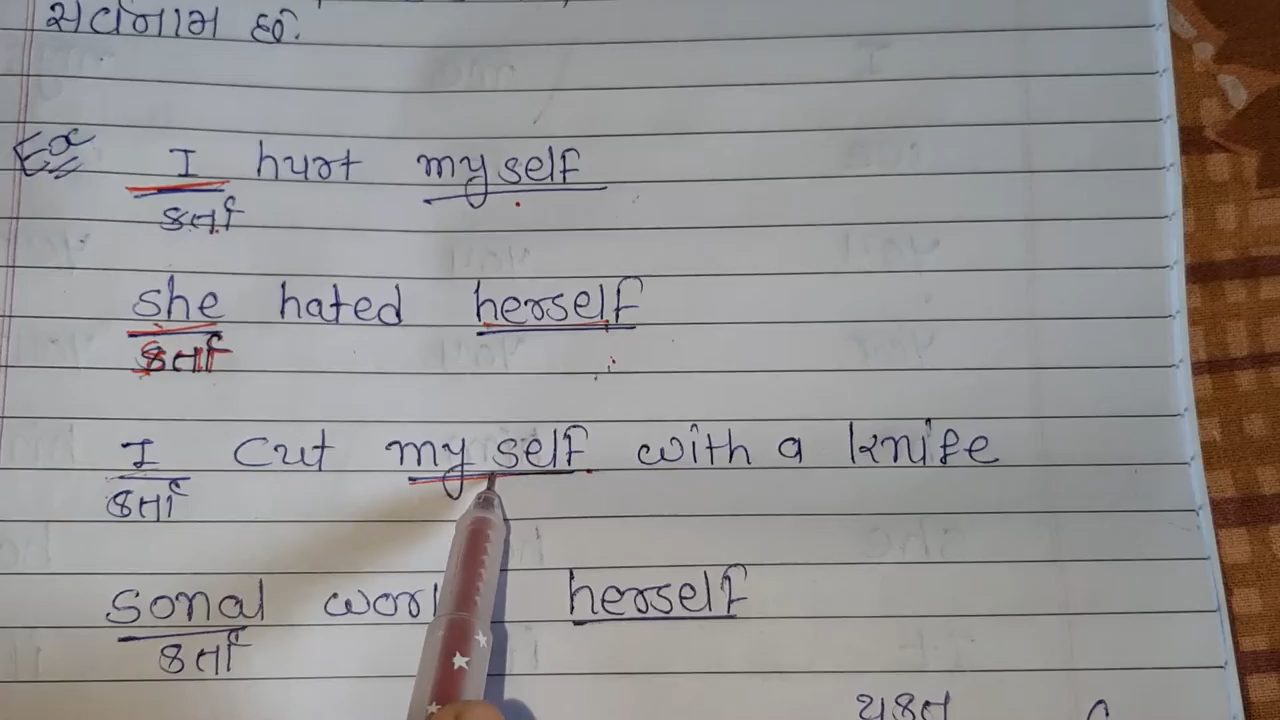 સર્વનામ છે.
Ex I hurt myself
કર્તા
she hated herself
કર્તા
I cut myself with a knife
કર્તા
sonal herself
કર્તા